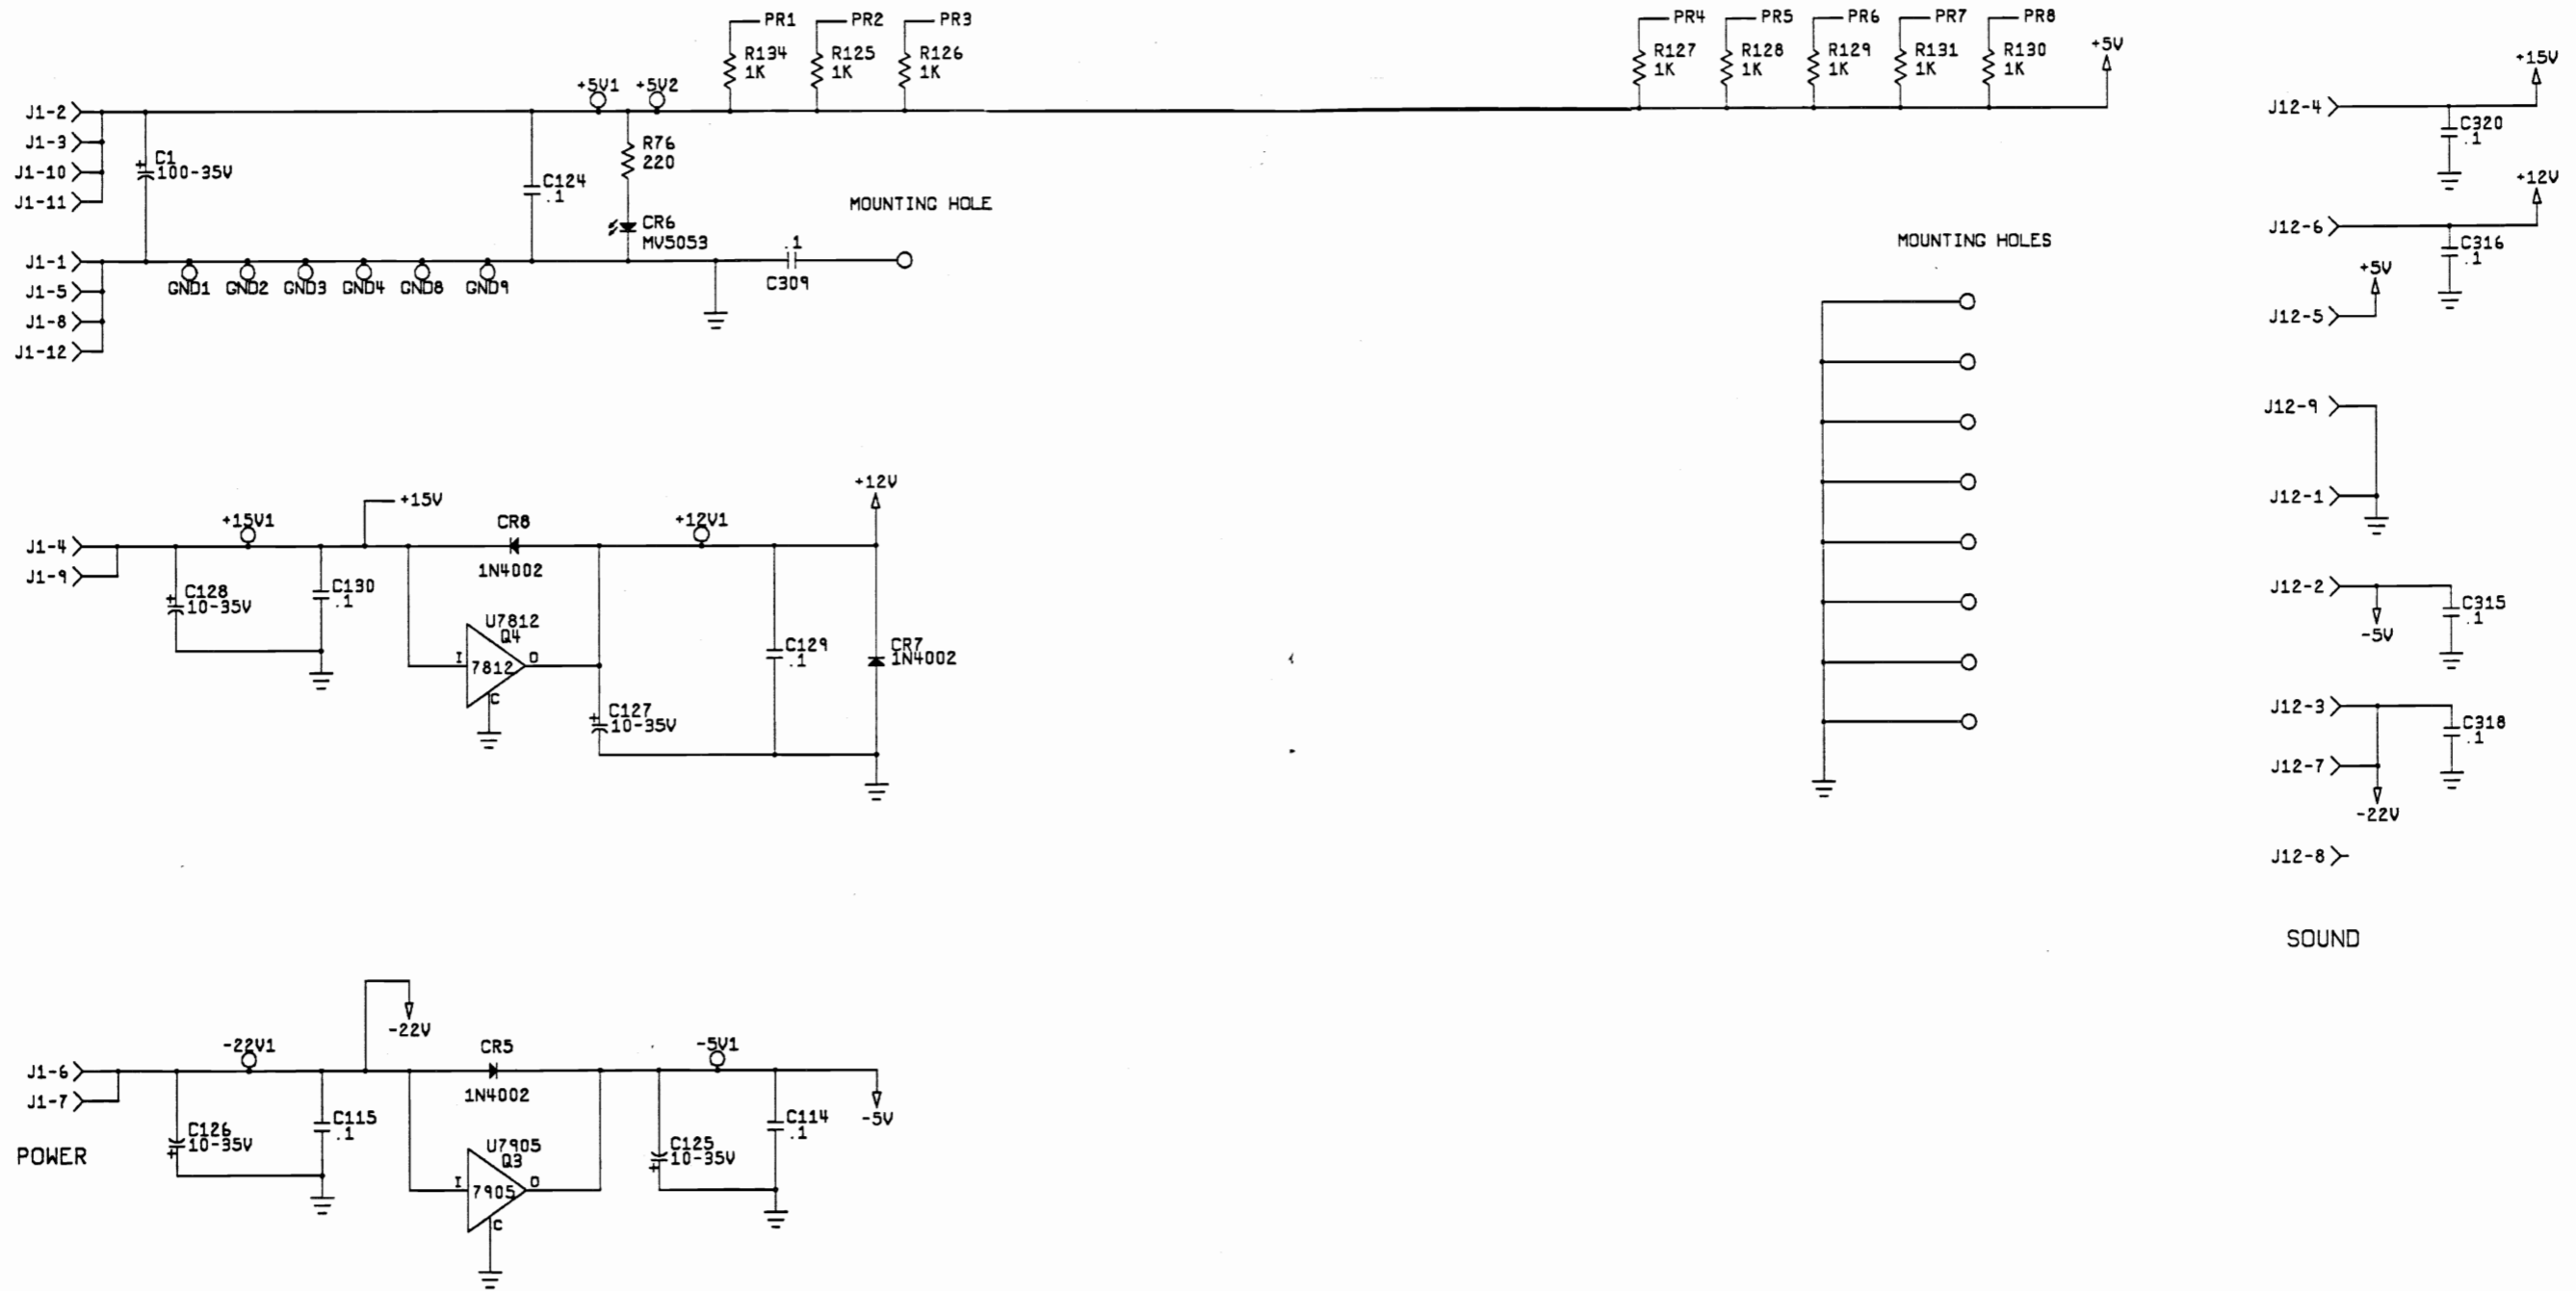 PR1
PR2
PR3
R134
1K
R125
1K
R126
1K
PR4
PR5
PR6
PR7
PR8
R127
1K
R128
1K
R129
1K
R131
1K
R130
1K
+5V
+5V1
+5V2
J1-2
J1-3
J1-10
J1-11
+
C1
100-35V
C124
.1
R76
220
CR6
MV5053
MOUNTING HOLE
J1-1
J1-5
J1-8
J1-12
GND1
GND2
GND3
GND4
GND8
GND9
.1
C309
MOUNTING HOLES
+15V
J12-4
C320
.1
+12V
J12-6
C316
.1
+5V
J12-5
J12-9
J12-1
J12-2
-5V
C315
.1
J12-3
C318
.1
J12-7
-22V
J12-8
SOUND
+15V
+15V1
J1-4
J1-9
+
C128
10-35V
C130
.1
CR8
1N4002
U7812
Q4
I
7812
O
C
+12V1
+12V
+
C127
10-35V
C129
.1
CR7
1N4002
-22V
-22V1
J1-6
J1-7
POWER
C126
10-35V
+
C115
.1
CR5
1N4002
U7905
Q3
I
7905
O
C
-5V1
C125
10-35V
+
C114
.1
-5V